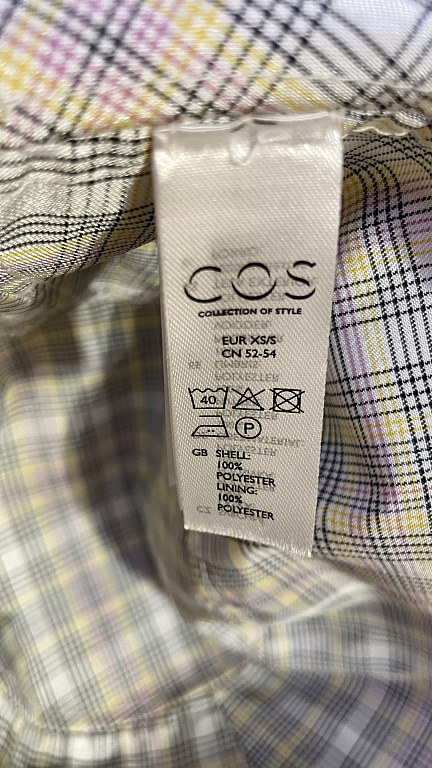 COS
COLLECTION OF STYLE
EUR XS/S
CN 52-54
40
P
GB SHELL:
100%
POLYESTER
LINING:
100%
POLYESTER